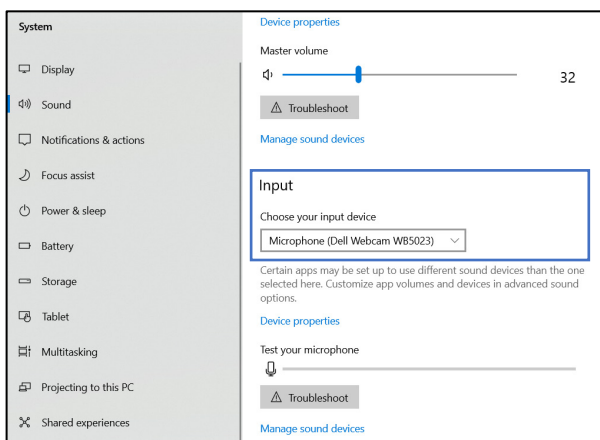 System
Display
Sound
Notifications & actions
Focus assist
Power & sleep
Battery
Storage
Tablet
Multitasking
Projecting to this PC
Shared experiences
Device properties
Master volume
32
Troubleshoot
Manage sound devices
Input
Choose your input device
Microphone (Dell Webcam WB5023)
Certain apps may be set up to use different sound devices than the one
selected here. Customize app volumes and devices in advanced sound
options.
Device properties
Test your microphone
Troubleshoot
Manage sound devices